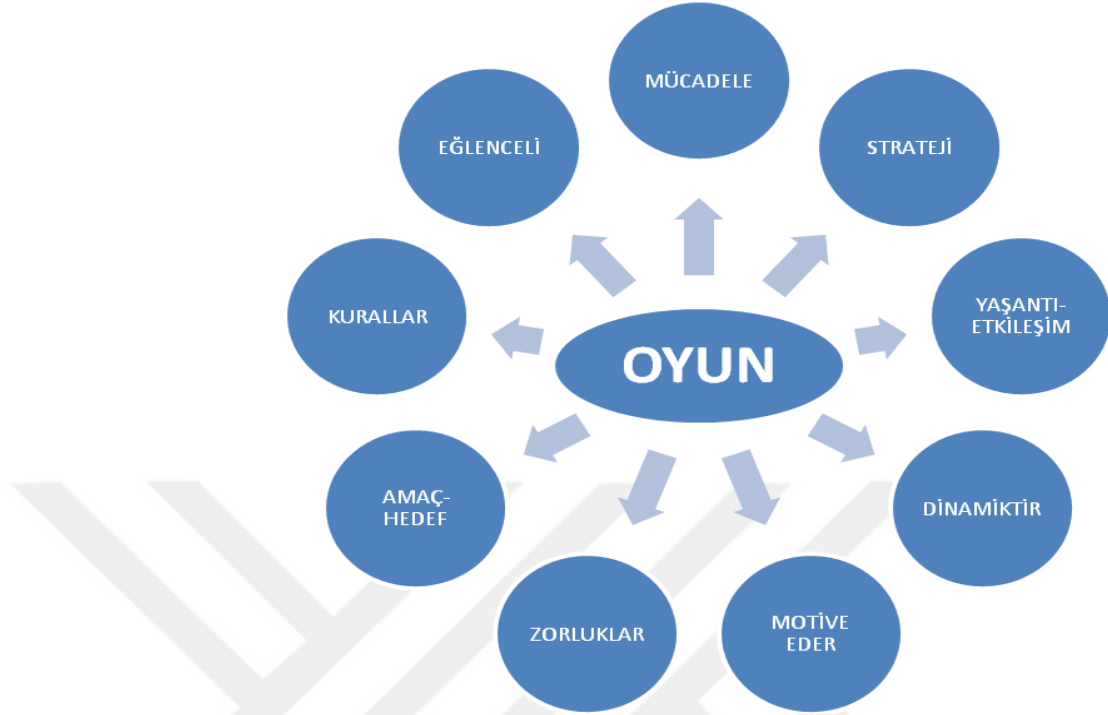 MÜCADELE
EĞLENCELİ
STRATEJİ
KURALLAR
YAŞANTI-
ETKİLEŞİM
OYUN
AMAÇ-
HEDEF
DİNAMİKTİR
ZORLUKLAR
MOTİVE
EDER